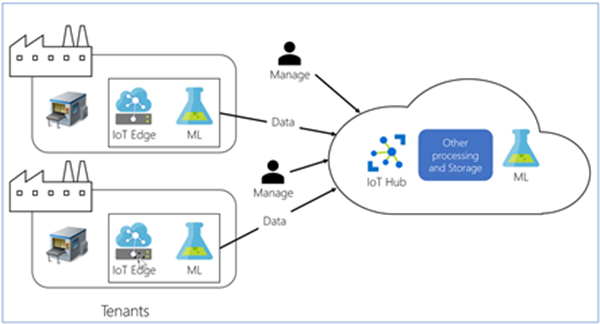 Manage
IoT Edge
ML
Data
IoT Hub
Other
processing
and Storage
ML
Manage
Data
IoT Edge
ML
Tenants